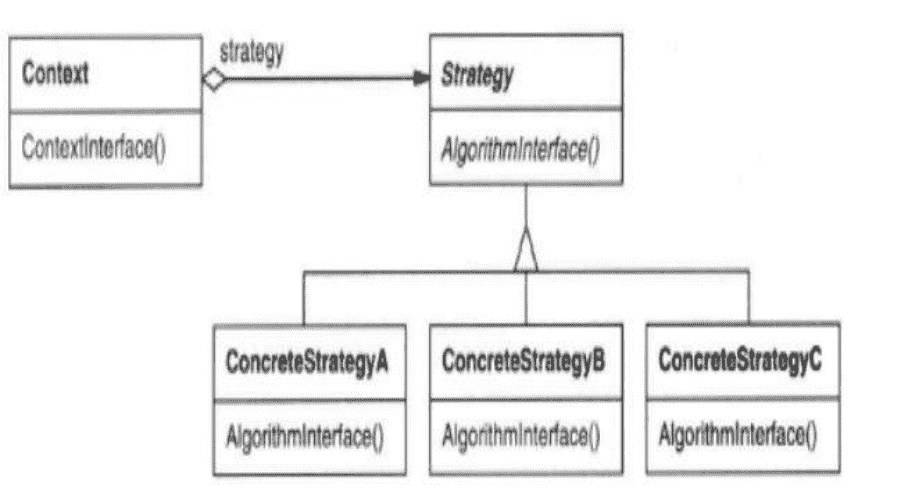 strategy
Context
Strategy
ContextInterface()
AlgorithmInterface()
ConcreteStrategyA
ConcreteStrategyB
ConcreteStrategyC
AlgorithmInterface()
AlgorithmInterface()
AlgorithmInterface()